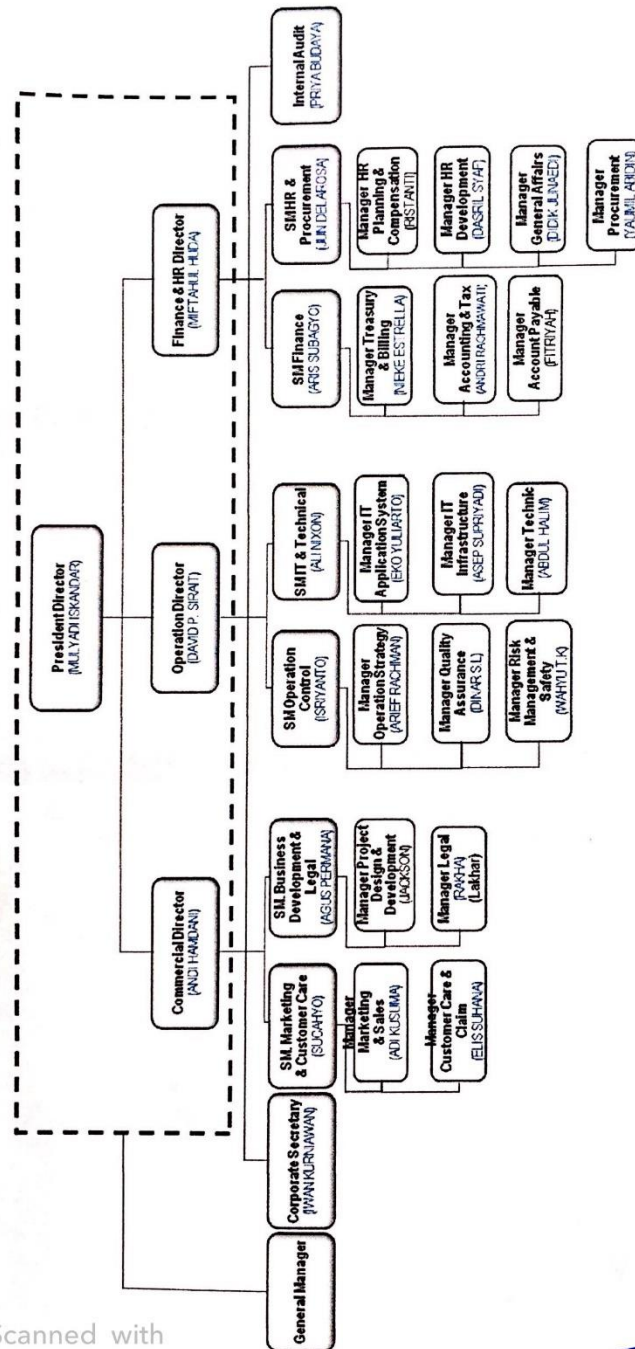 President Director
(MULYADI ISKANDAR)
Commercial Director
(ANDI HAMDANI)
Operation Director
(DAVID P. SIRAIT)
Finance & HR Director
(MIFTAHUL HUDA)
General Manager
Corporate Secretary
(IWAN KURNIAWAN)
SM. Marketing
& Customer Care
(SUCAHYO)
Manager
Marketing
& Sales
(ADI KUSUMA)
Manager
Customer Care &
Claim
(ELIS SUHANA)
SM. Business
Development &
Legal
(AGUS PERMANA)
Manager Project
Design &
Development
(JACKSON)
Manager Legal
(RAKHA)
(Lakhar)
SM Operation
Control
(ISRIYANTO)
Manager
Operation Strategy
(ARIEF RACHMAN)
Manager Quality
Assurance
(DINAR S.L)
Manager Risk
Management &
Safety
(WAHYU T.K)
SM IT & Technical
(ALI NIXON)
Manager IT
Application System
(EKO YULIARTO)
Manager IT
Infrastructure
(ASEP SUPRIYADI)
Manager Technic
(ABDUL HALIM)
SM Finance
(ARIS SUBAGYO)
Manager Treasury
& Billing
(NIEKE ESTRELLA)
Manager
Accounting & Tax
(ANDRI RACHMAWATI)
Manager
Account Payable
(FITRIYAH)
SM HR &
Procurement
(IJUN DELAROSA)
Manager HR
Planning &
Compensation
(RISTANTI)
Manager HR
Development
(DASRIL SYAF)
Manager
General Affairs
(DIDIK JUNAEDI)
Manager
Procurement
(YAUMIL ABIDIN)
Internal Audit
(PRIYA BUDAYA)
Scanned with